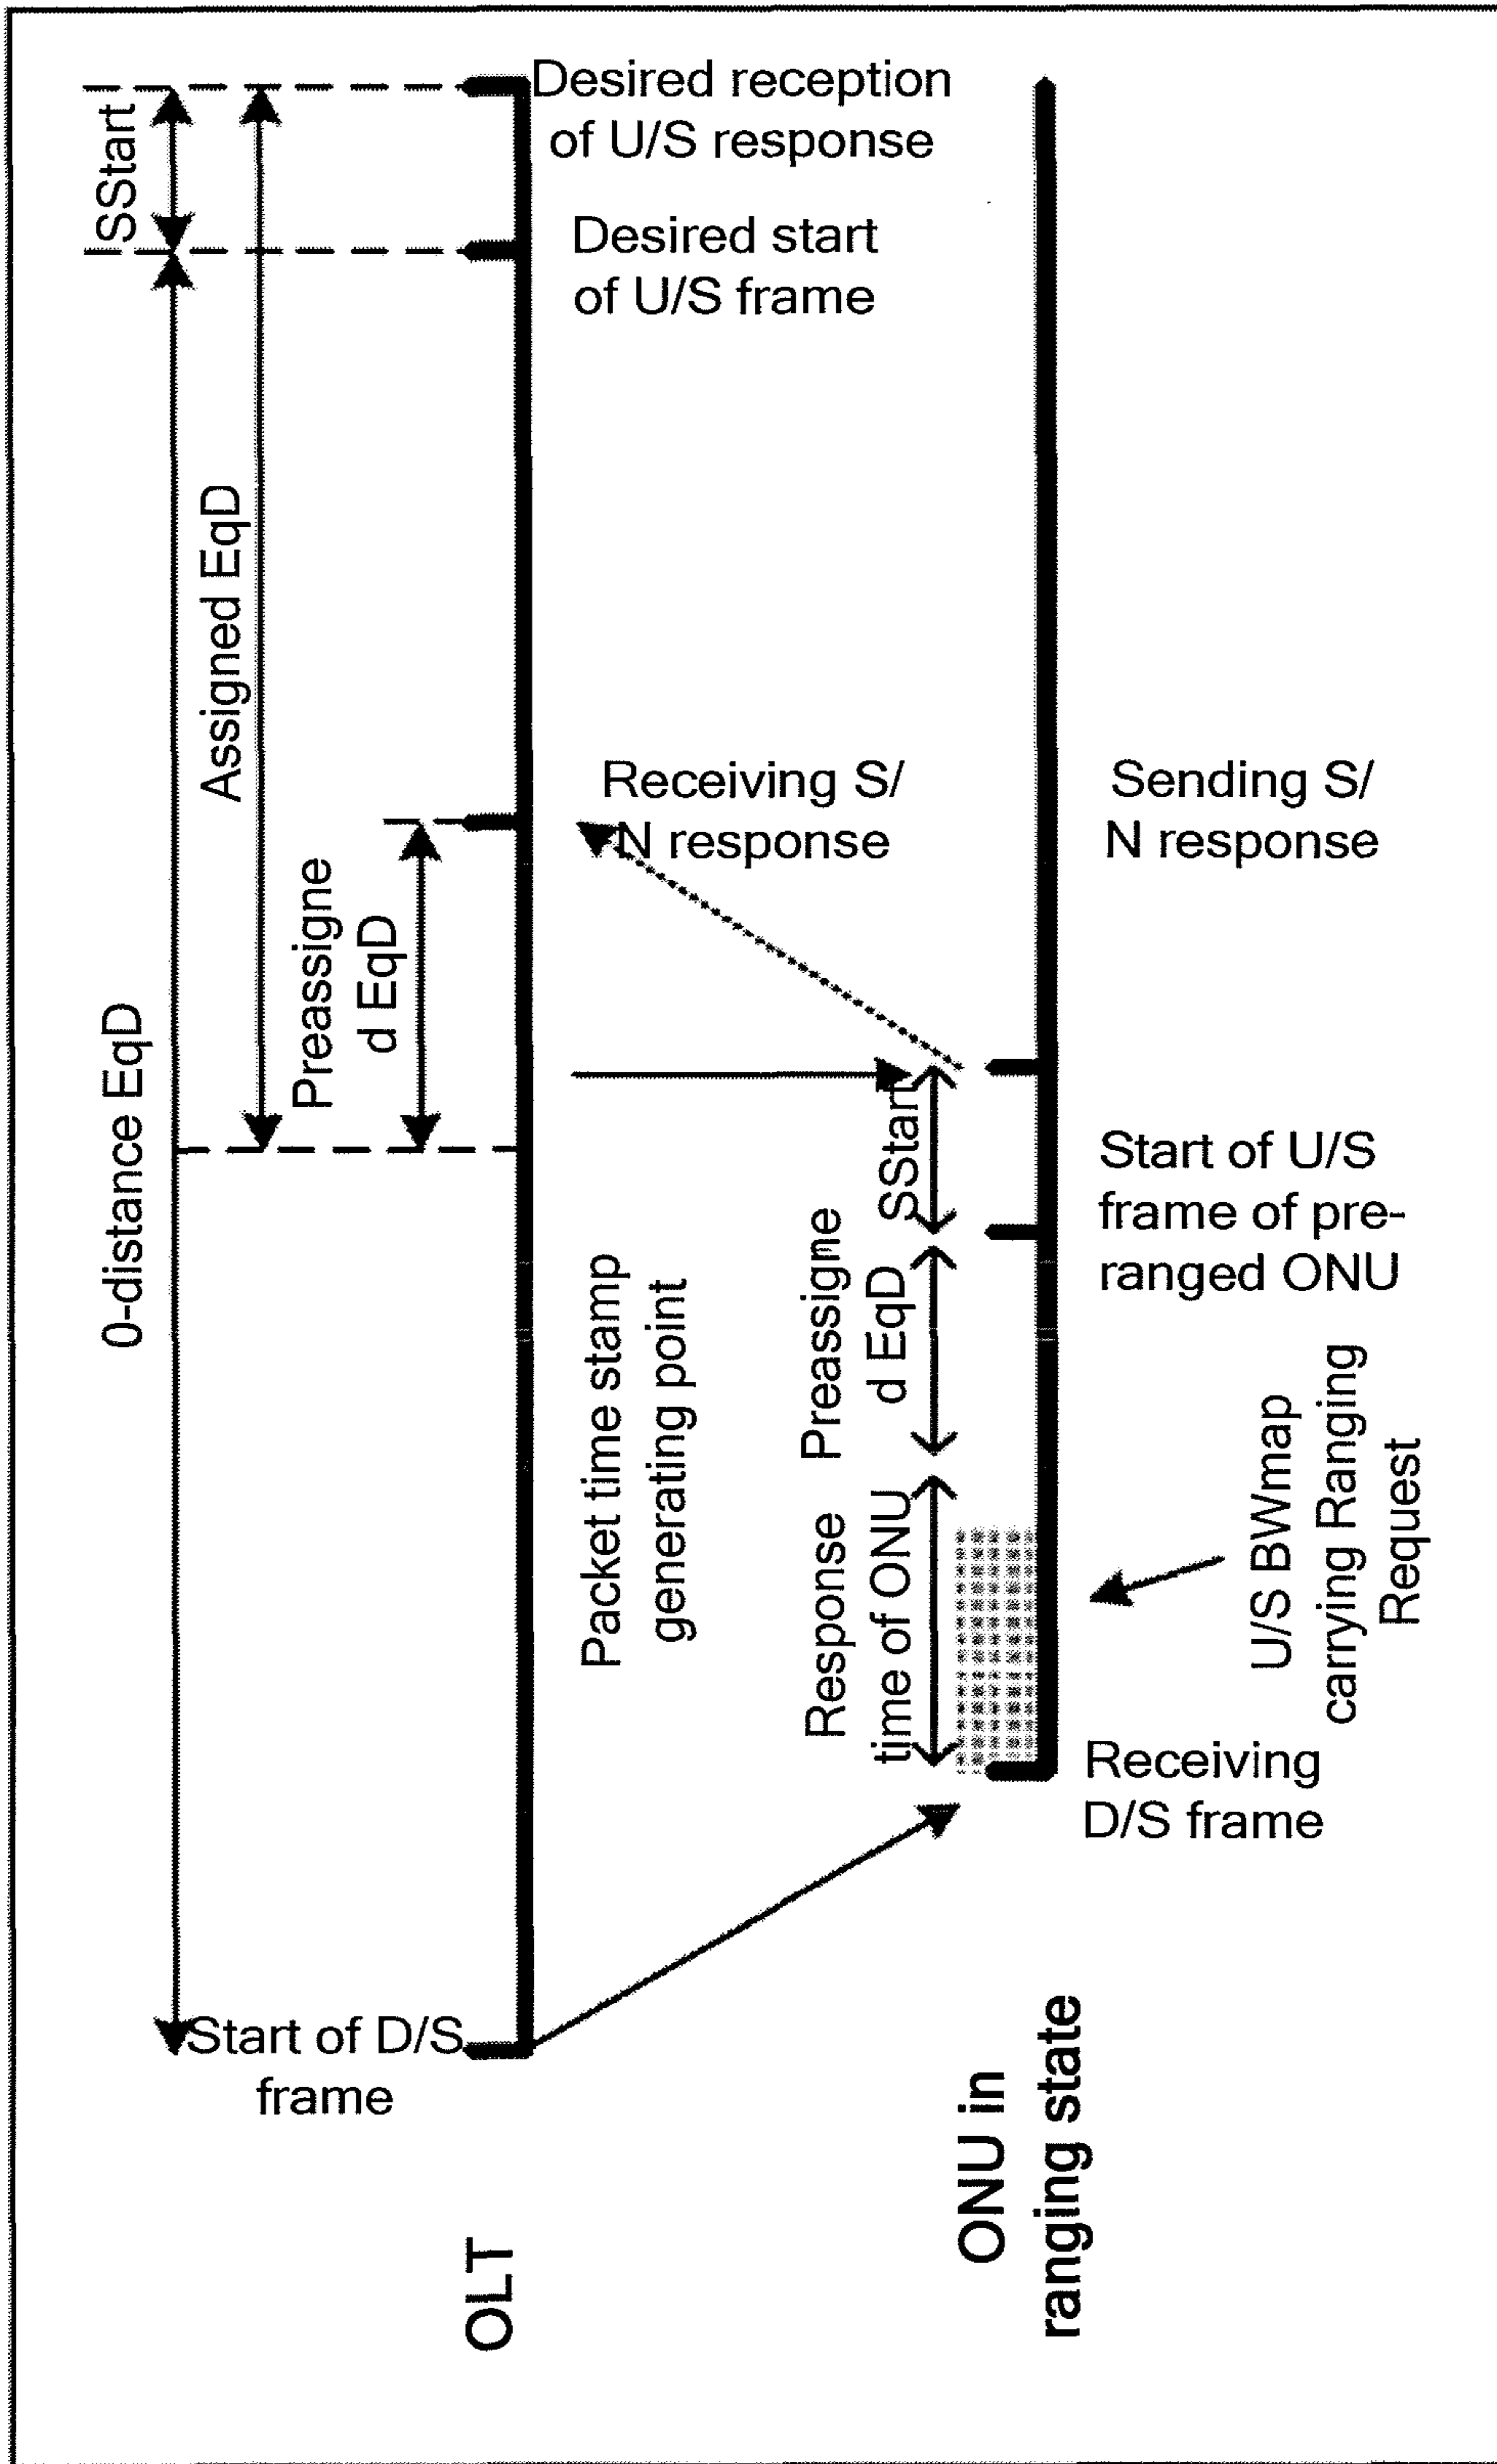 SStart
Desired reception
of U/S response
Desired start
of U/S frame
0-distance EqD
Assigned EqD
Preassigne
d EqD
Receiving S/
N response
Sending S/
N response
SStart
Start of U/S
frame of pre-
ranged ONU
Packet time stamp
generating point
Preassigne
d EqD
Response
time of ONU
U/S BWmap
carrying Ranging
Request
Receiving
D/S frame
Start of D/S
frame
OLT
ONU in
ranging state